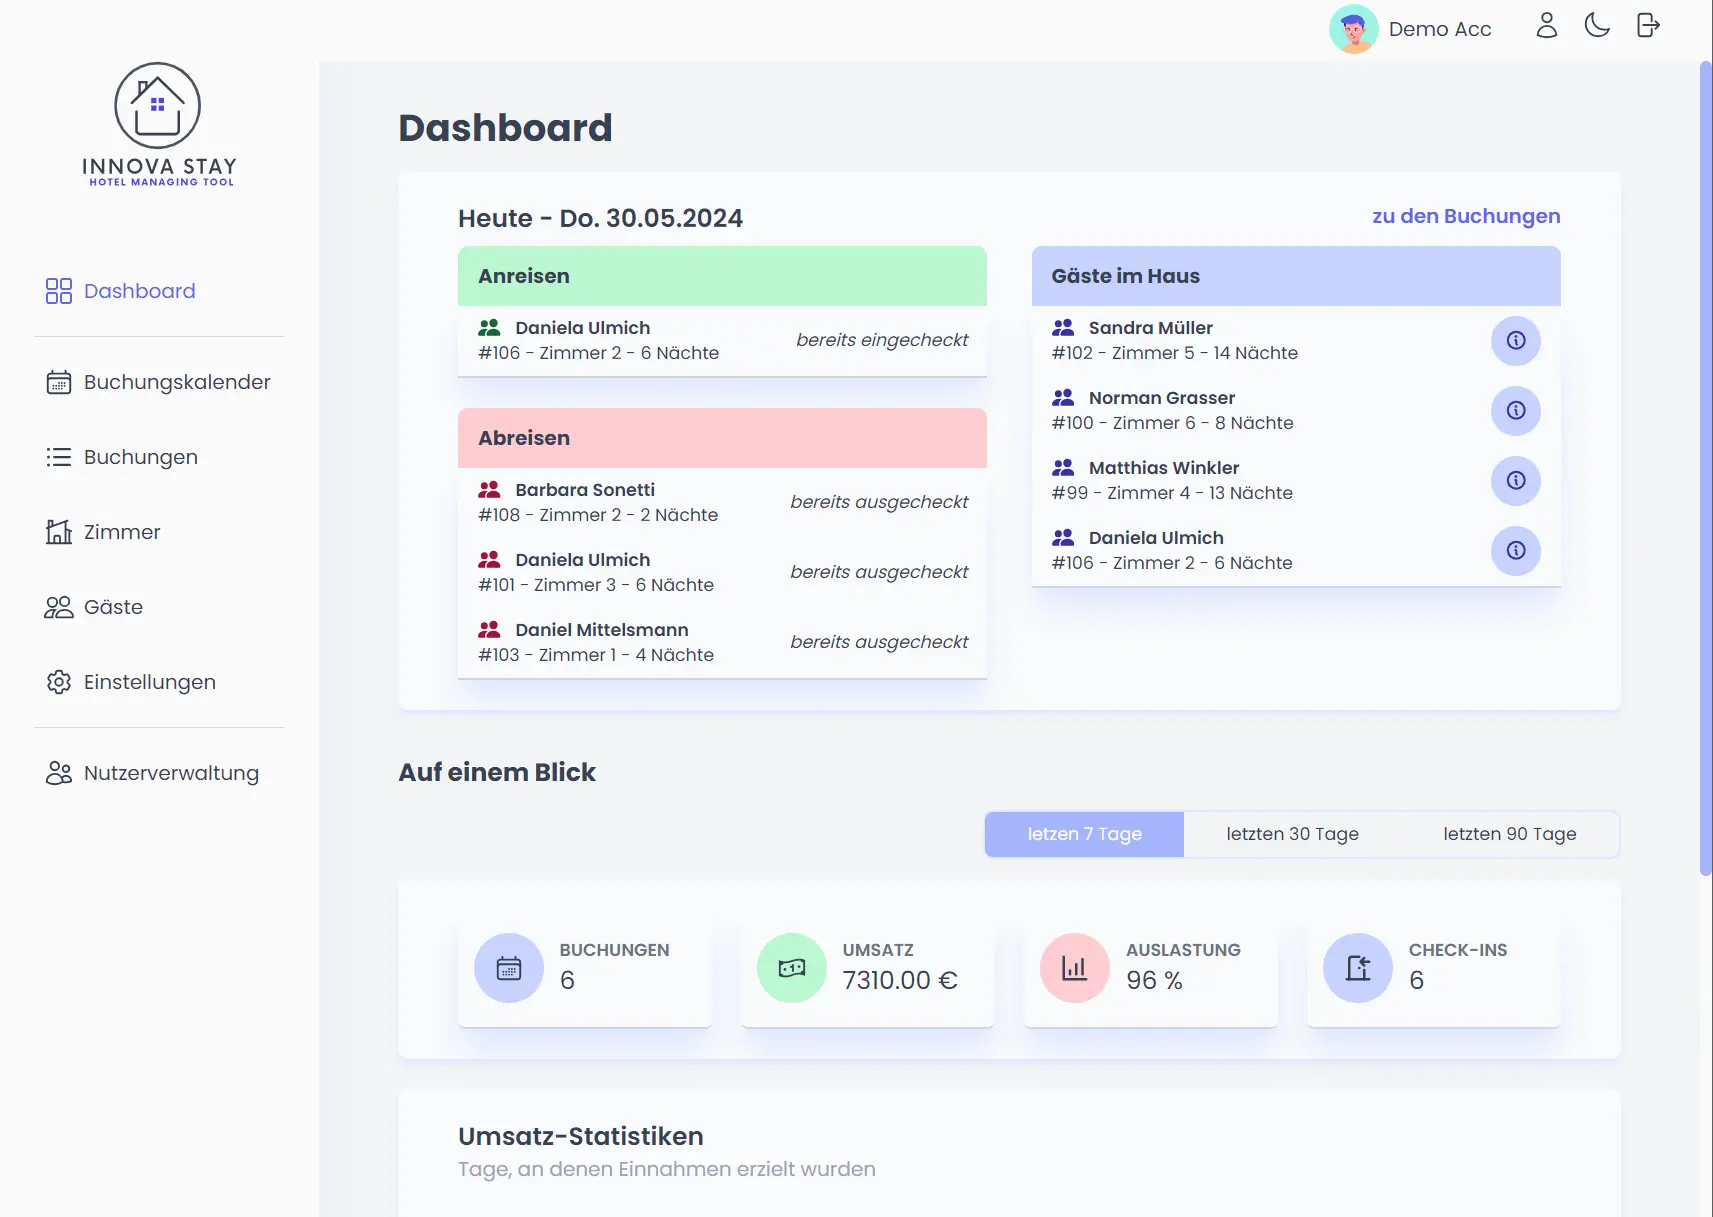 Demo Acc
INNOVA STAY
HOTEL MANAGING TOOL
Dashboard
Buchungskalender
Buchungen
Zimmer
Gäste
Einstellungen
Nutzerverwaltung
Dashboard
Heute - Do. 30.05.2024
zu den Buchungen
Anreisen
Daniela Ulmich
#106 - Zimmer 2 - 6 Nächte
bereits eingecheckt
Abreisen
Barbara Sonetti
#108 - Zimmer 2 - 2 Nächte
bereits ausgecheckt
Daniela Ulmich
#101 - Zimmer 3 - 6 Nächte
bereits ausgecheckt
Daniel Mittelsmann
#103 - Zimmer 1 - 4 Nächte
bereits ausgecheckt
Gäste im Haus
Sandra Müller
#102 - Zimmer 5 - 14 Nächte
Norman Grasser
#100 - Zimmer 6 - 8 Nächte
Matthias Winkler
#99 - Zimmer 4 - 13 Nächte
Daniela Ulmich
#106 - Zimmer 2 - 6 Nächte
Auf einem Blick
letzen 7 Tage
letzten 30 Tage
letzten 90 Tage
BUCHUNGEN
6
UMSATZ
7310.00 €
AUSLASTUNG
96 %
CHECK-INS
6
Umsatz-Statistiken
Tage, an denen Einnahmen erzielt wurden